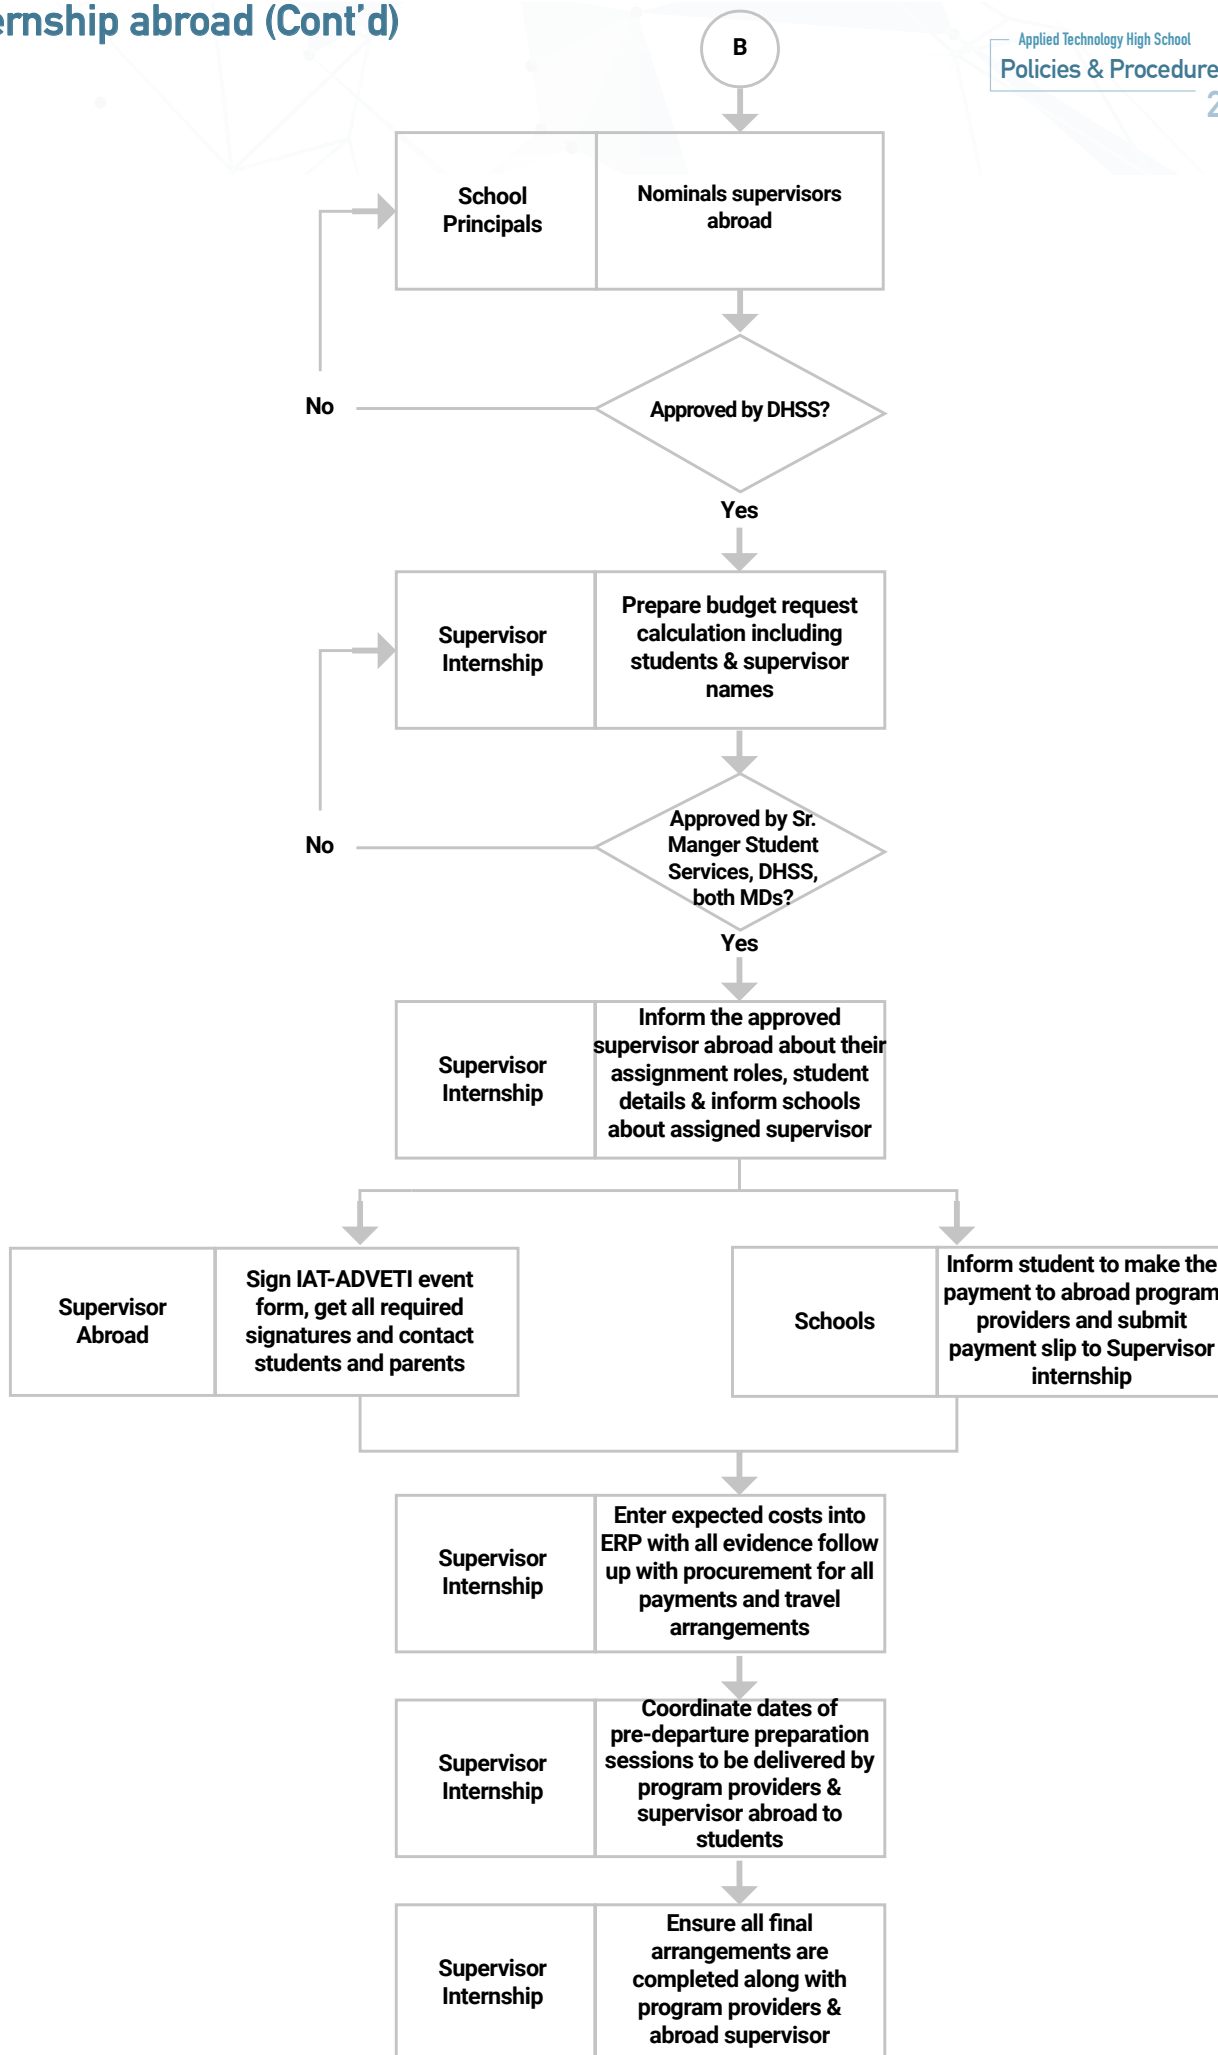 ernship abroad (Cont'd)
Applied Technology High School
Policies & Procedure
2
B
School
Principals
Nominals supervisors
abroad
No
Approved by DHSS?
Yes
Supervisor
Internship
Prepare budget request
calculation including
students & supervisor
names
No
Approved by Sr.
Manger Student
Services, DHSS,
both MDs?
Yes
Supervisor
Internship
Inform the approved
supervisor abroad about their
assignment roles, student
details & inform schools
about assigned supervisor
Supervisor
Abroad
Sign IAT-ADVETI event
form, get all required
signatures and contact
students and parents
Schools
Inform student to make the
payment to abroad program
providers and submit
payment slip to Supervisor
internship
Supervisor
Internship
Enter expected costs into
ERP with all evidence follow
up with procurement for all
payments and travel
arrangements
Supervisor
Internship
Coordinate dates of
pre-departure preparation
sessions to be delivered by
program providers &
supervisor abroad to
students
Supervisor
Internship
Ensure all final
arrangements are
completed along with
program providers &
abroad supervisor